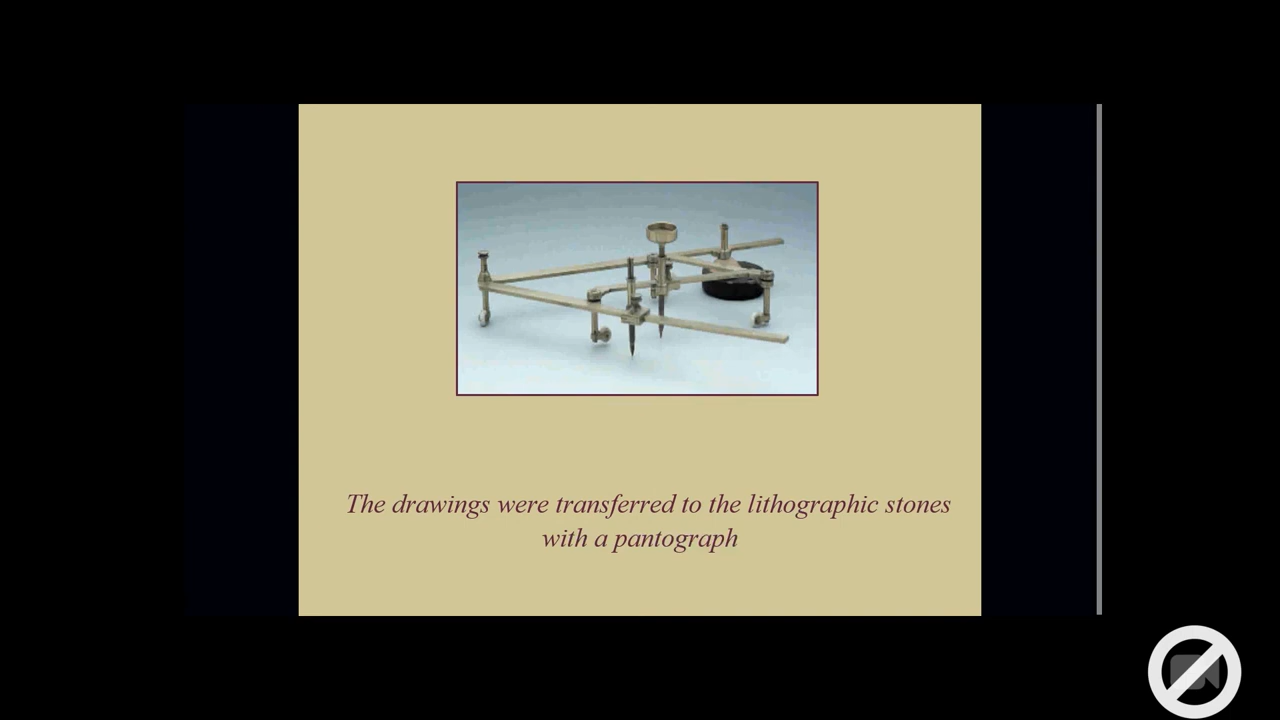 The drawings were transferred to the lithographic stones
with a pantograph